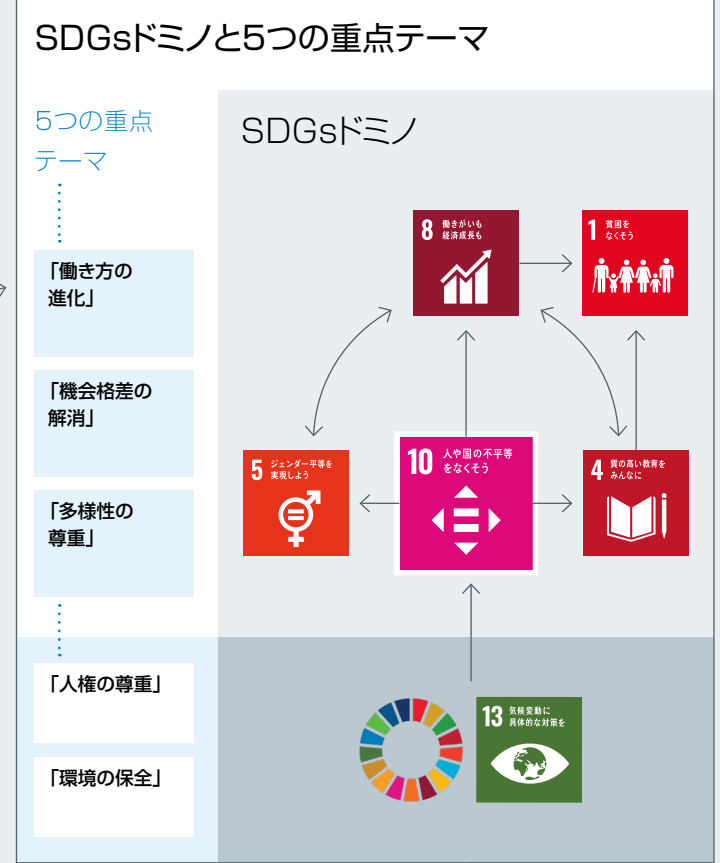 SDGsドミノと5つの重点テーマ
5つの重点
テーマ
「働き方の
進化」
「機会格差の
解消」
「多様性の
尊重」
「人権の尊重」
「環境の保全」
SDGsドミノ
8 働きがいも
経済成長も
1 貧困を
なくそう
5 ジェンダー平等を
実現しよう
10 人や国の不平等
をなくそう
4 質の高い教育を
みんなに
13 気候変動に
具体的な対策を